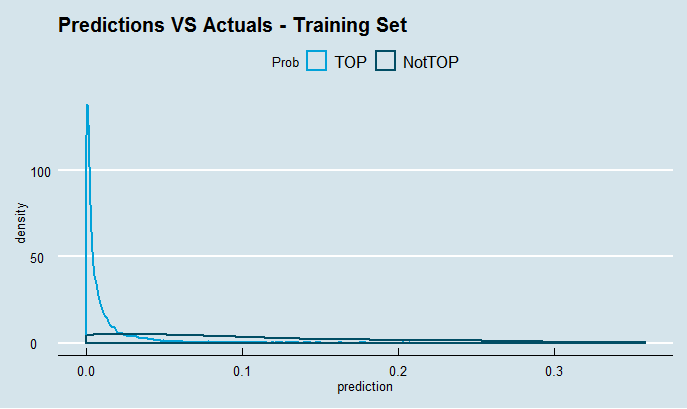 Predictions VS Actuals - Training Set
Prob TOP NotTOP
100
50
0
density
0.0 0.1 0.2 0.3
prediction